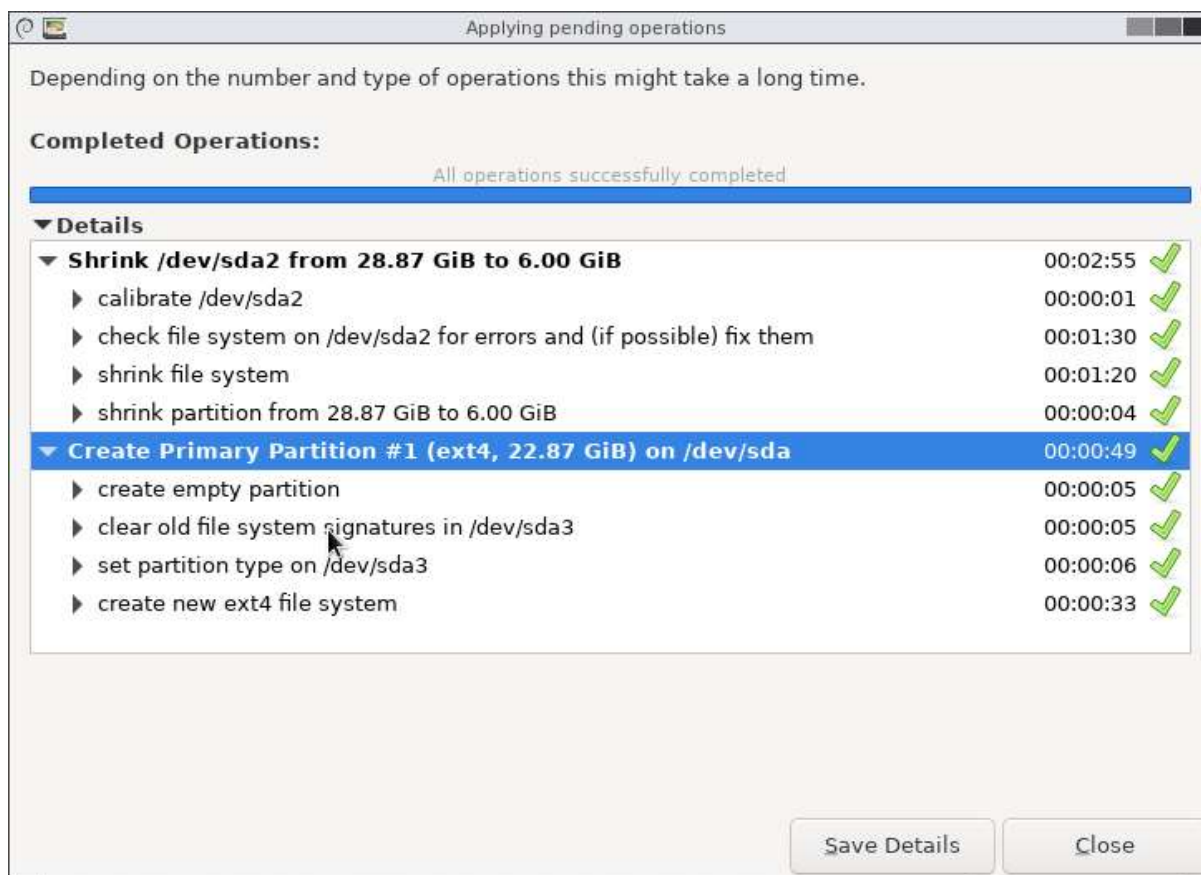 Applying pending operations
Depending on the number and type of operations this might take a long time.
Completed Operations:
All operations successfully completed
Details
Shrink /dev/sda2 from 28.87 GiB to 6.00 GiB 00:02:55
calibrate /dev/sda2 00:00:01
check file system on /dev/sda2 for errors and (if possible) fix them 00:01:30
shrink file system 00:01:20
shrink partition from 28.87 GiB to 6.00 GiB 00:00:04
Create Primary Partition #1 (ext4, 22.87 GiB) on /dev/sda 00:00:49
create empty partition 00:00:05
clear old file system signatures in /dev/sda3 00:00:05
set partition type on /dev/sda3 00:00:06
create new ext4 file system 00:00:33
Save Details Close